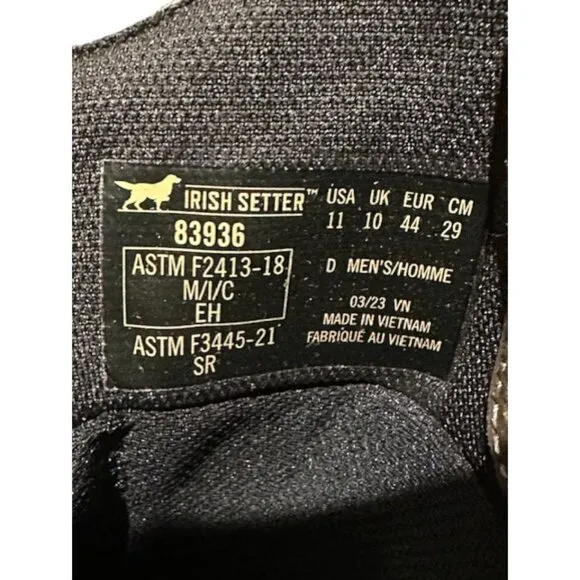 IRISH SETTER™
83936
ASTM F2413-18
M/I/C
EH
ASTM F3445-21
SR
USA UK EUR CM
11 10 44 29
D MEN'S/HOMME
03/23 VN
MADE IN VIETNAM
FABRIQUÉ AU VIETNAM